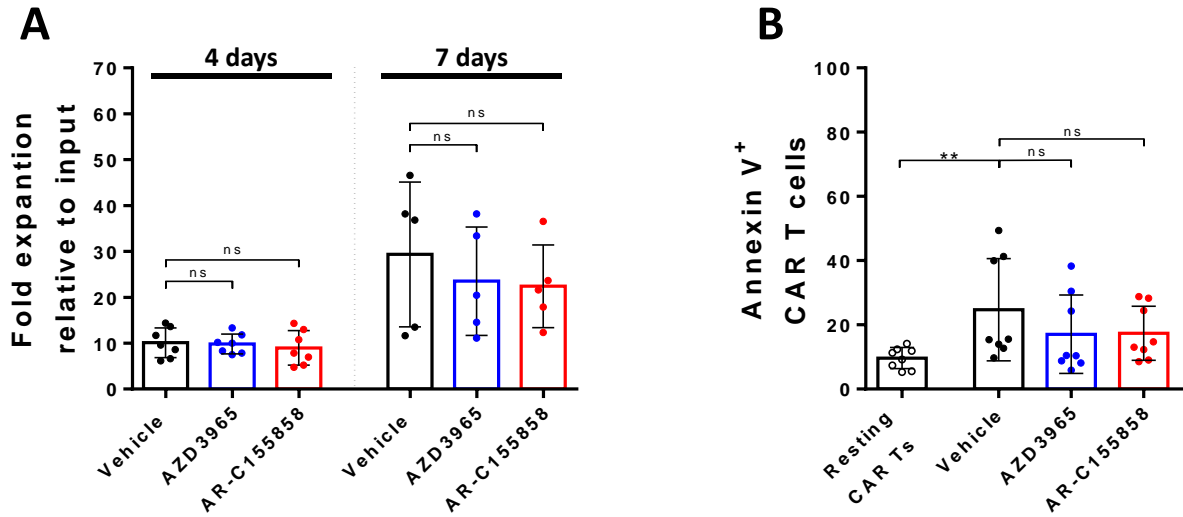 A
4 days
7 days
Fold expantion
relative to input
70
60
50
40
30
20
10
0
ns
ns
ns
ns
Vehicle
AZD3965
AR-C155858
Vehicle
AZD3965
AR-C155858
B
Annexin V+
CAR T cells
100
80
60
40
20
0
**
ns
ns
Resting
CAR Ts
Vehicle
AZD3965
AR-C155858